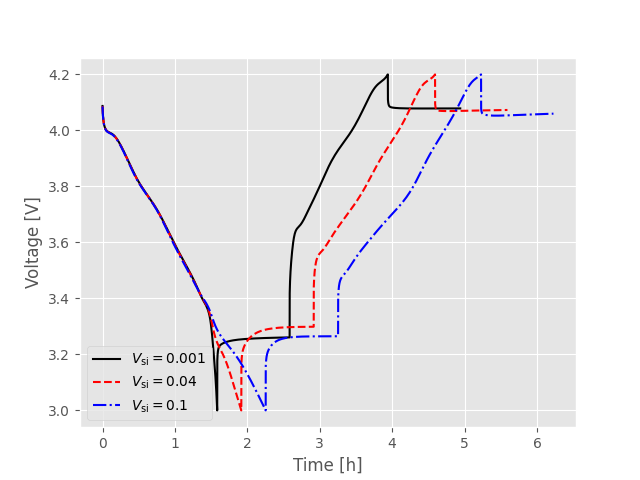 4.2
4.0
3.8
3.6
3.4
3.2
3.0
Voltage [V]
V_si = 0.001
V_si = 0.04
V_si = 0.1
0 1 2 3 4 5 6
Time [h]